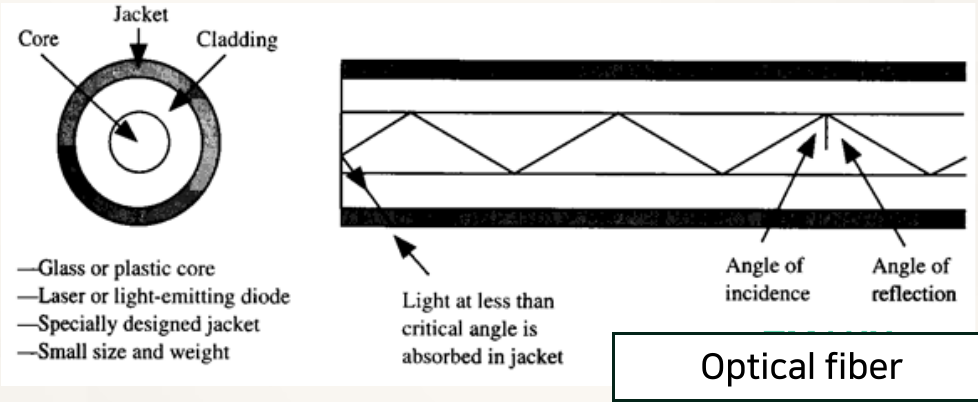 Jacket
Core
Cladding
—Glass or plastic core
—Laser or light-emitting diode
—Specially designed jacket
—Small size and weight
Light at less than
critical angle is
absorbed in jacket
Angle of
incidence
Angle of
reflection
Optical fiber